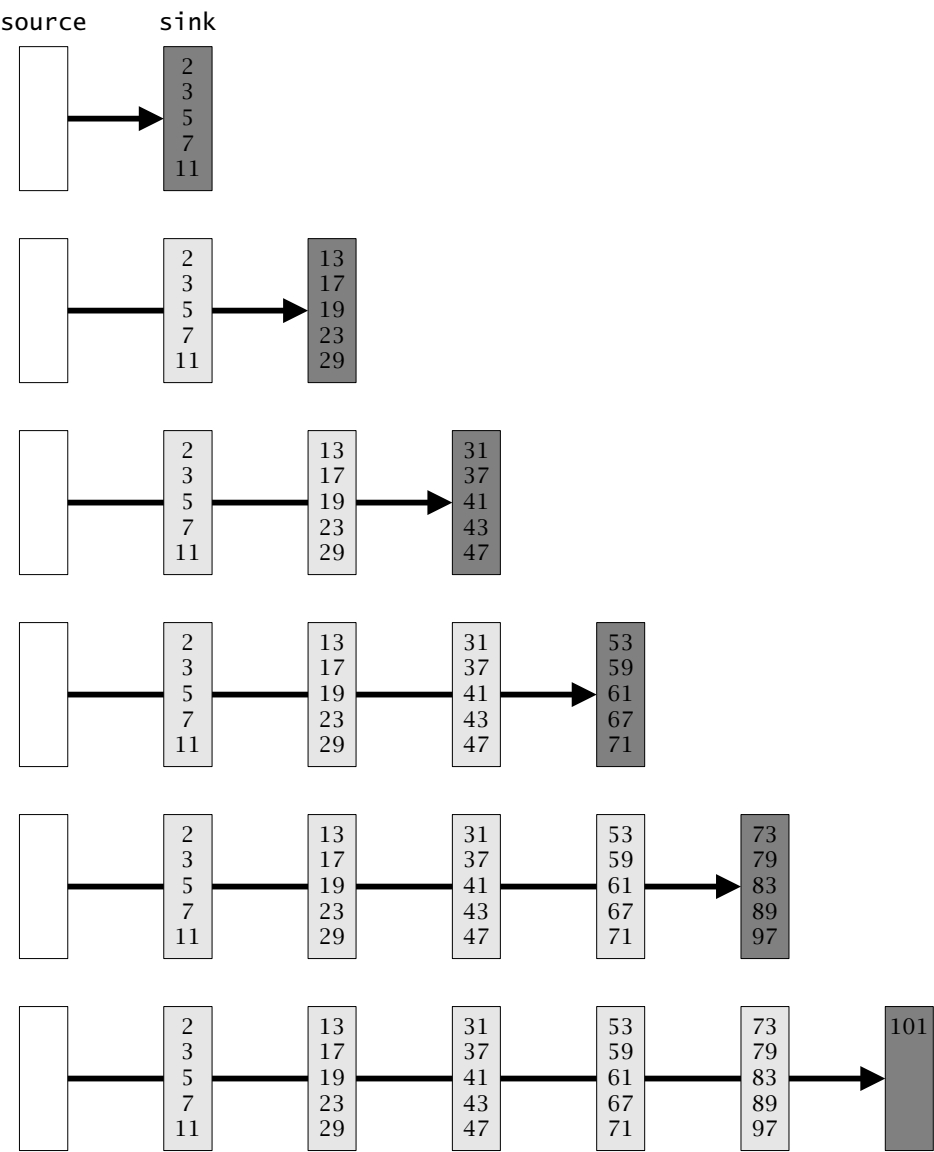 source sink
2
3
5
7
11
2 13
3 17
5 19
7 23
11 29
2 13 31
3 17 37
5 19 41
7 23 43
11 29 47
2 13 31 53
3 17 37 59
5 19 41 61
7 23 43 67
11 29 47 71
2 13 31 53 73
3 17 37 59 79
5 19 41 61 83
7 23 43 67 89
11 29 47 71 97
2 13 31 53 73 101
3 17 37 59 79
5 19 41 61 83
7 23 43 67 89
11 29 47 71 97